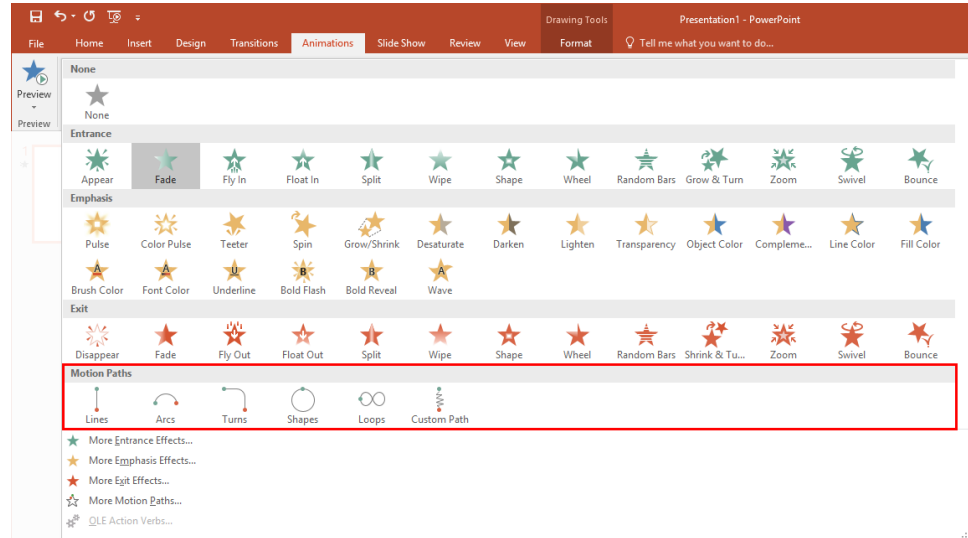 Drawing Tools Presentation1 - PowerPoint
File Home Insert Design Transitions Animations Slide Show Review View Format Tell me what you want to do...
Preview
Preview
None
None
Entrance
Appear Fade Fly In Float In Split Wipe Shape Wheel Random Bars Grow & Turn Zoom Swivel Bounce
Emphasis
Pulse Color Pulse Teeter Spin Grow/Shrink Desaturate Darken Lighten Transparency Object Color Compleme... Line Color Fill Color
Brush Color Font Color Underline Bold Flash Bold Reveal Wave
Exit
Disappear Fade Fly Out Float Out Split Wipe Shape Wheel Random Bars Shrink & Tu... Zoom Swivel Bounce
Motion Paths
Lines Arcs Turns Shapes Loops Custom Path
More Entrance Effects...
More Emphasis Effects...
More Exit Effects...
More Motion Paths...
OLE Action Verbs...